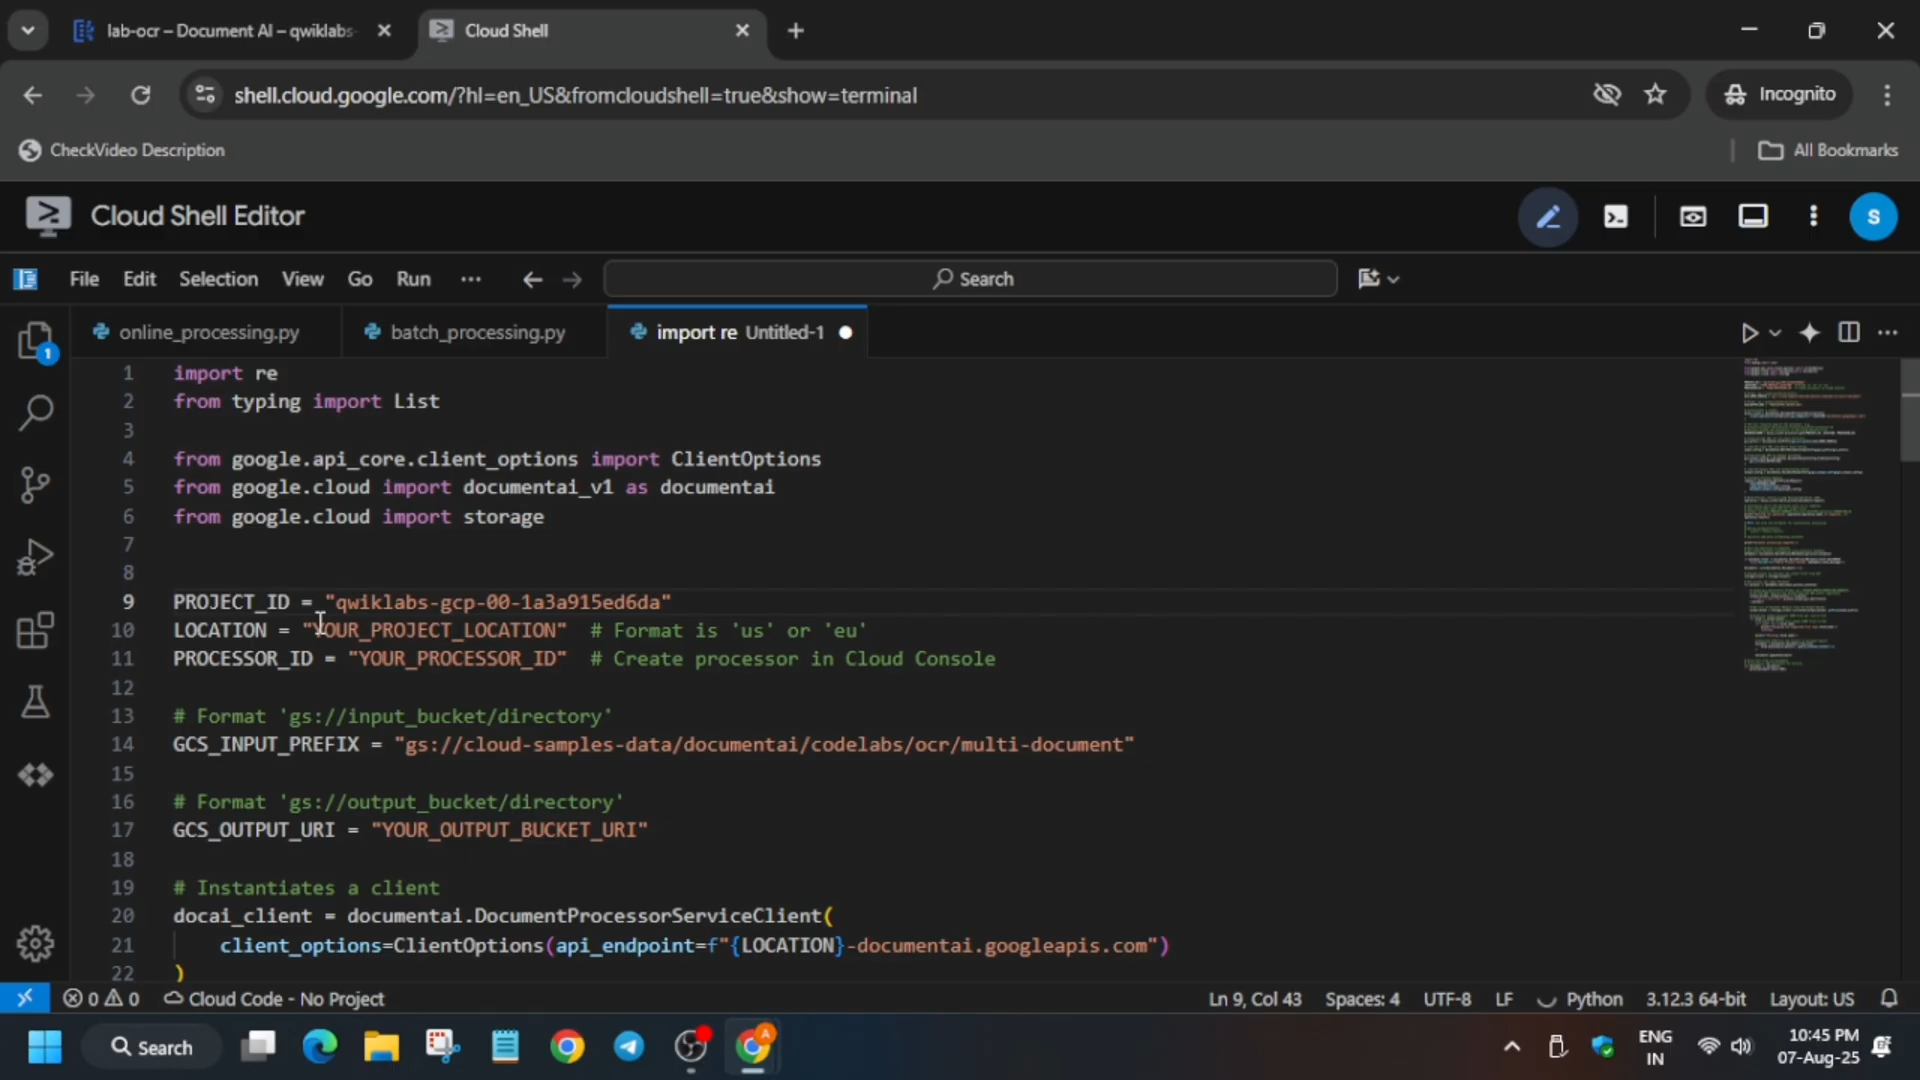 lab-ocr – Document AI – qwiklabs-
Cloud Shell
shell.cloud.google.com/?hl=en_US&fromcloudshell=true&show=terminal
Incognito
CheckVideo Description
All Bookmarks
Cloud Shell Editor
S
File Edit Selection View Go Run ... Search
1
online_processing.py
batch_processing.py
import re Untitled-1
1 import re
2 from typing import List
3
4 from google.api_core.client_options import ClientOptions
5 from google.cloud import documentai_v1 as documentai
6 from google.cloud import storage
7
8
9 PROJECT_ID = "qwiklabs-gcp-00-1a3a915ed6da"
10 LOCATION = "YOUR_PROJECT_LOCATION" # Format is 'us' or 'eu'
11 PROCESSOR_ID = "YOUR_PROCESSOR_ID" # Create processor in Cloud Console
12
13 # Format 'gs://input_bucket/directory'
14 GCS_INPUT_PREFIX = "gs://cloud-samples-data/documentai/codelabs/ocr/multi-document"
15
16 # Format 'gs://output_bucket/directory'
17 GCS_OUTPUT_URI = "YOUR_OUTPUT_BUCKET_URI"
18
19 # Instantiates a client
20 docai_client = documentai.DocumentProcessorServiceClient(
21 client_options=ClientOptions(api_endpoint=f"{LOCATION}-documentai.googleapis.com")
22 )
0 0 Cloud Code - No Project Ln 9, Col 43 Spaces: 4 UTF-8 LF Python 3.12.3 64-bit Layout: US
Search
A
ENG
IN
10:45 PM
07-Aug-25